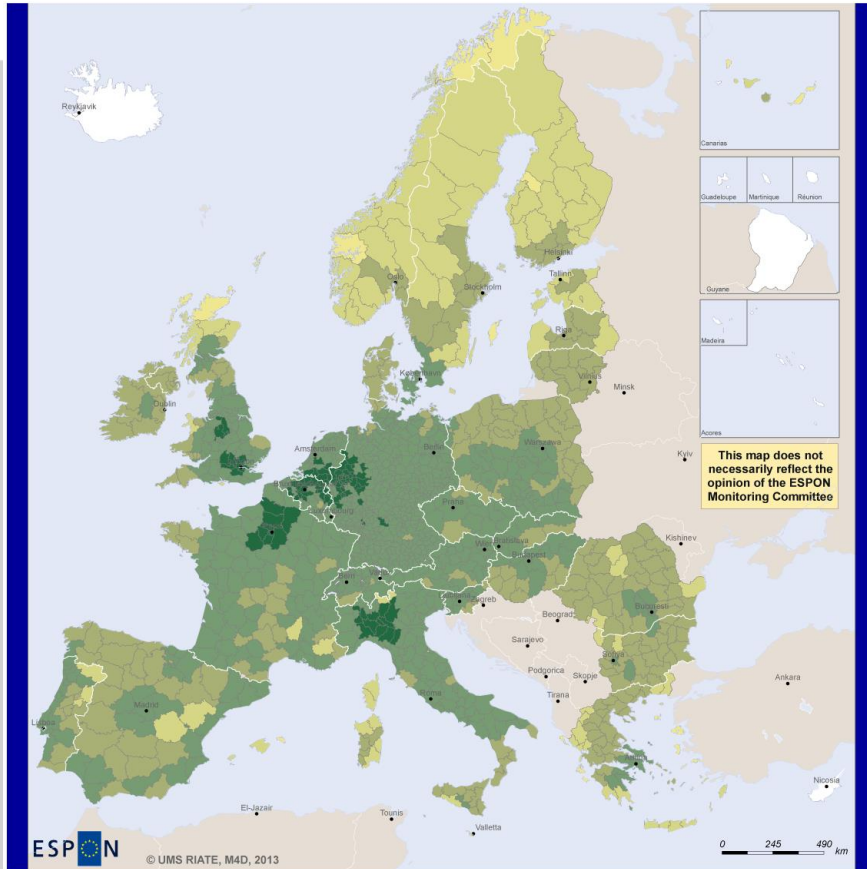 Reykjavik
Canarias
Guadeloupe
Martinique
Réunion
Guyane
Madeira
Acores
Helsinki
Oslo
Tallinn
Stockholm
Riga
København
Vilnius
Minsk
Dublin
Amsterdam
Berlin
Warszawa
This map does not
necessarily reflect the
opinion of the ESPON
Monitoring Committee
Kyiv
Praha
Kishinev
Bratislava
Budapest
Bern
Ljubljana
Zagreb
Bucuresti
Beograd
Sarajevo
Sofiya
Podgorica
Skopje
Ankara
Roma
Tirana
Madrid
Lisboa
Nicosia
El-Jazair
Tounis
Valletta
ESPON
© UMS RIATE, M4D, 2013
0 245 490 km